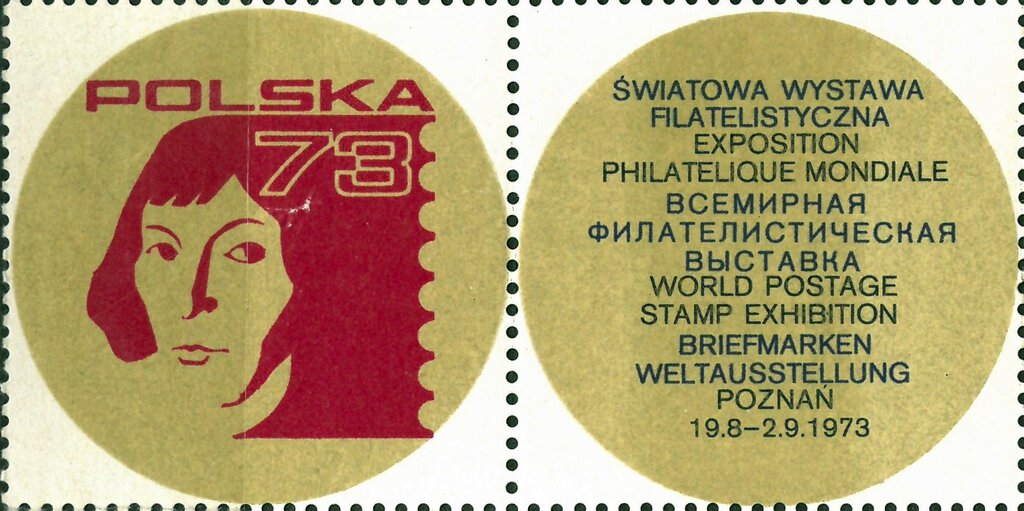 POLSKA
73
ŚWIATOWA WYSTAWA
FILATELISTYCZNA
EXPOSITION
PHILATELIQUE MONDIALE
ВСЕМИРНАЯ
ФИЛАТЕЛИСТИЧЕСКАЯ
ВЫСТАВКА
WORLD POSTAGE
STAMP EXHIBITION
BRIEFMARKEN
WELTAUSSTELLUNG
POZNAŃ
19.8–2.9.1973